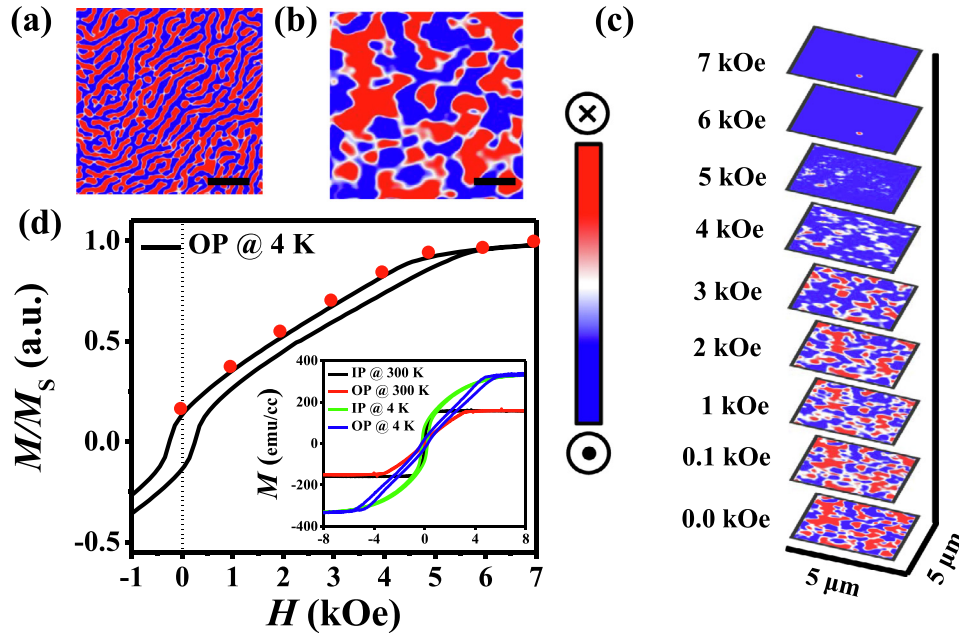 (a)
(b)
(c)
7 kOe
6 kOe
5 kOe
4 kOe
3 kOe
2 kOe
1 kOe
0.1 kOe
0.0 kOe
5 μm
5 μm
(d)
OP @ 4 K
M/M_S (a.u.)
1.0
0.5
0.0
-0.5
-1 0 1 2 3 4 5 6 7
H (kOe)
IP @ 300 K
OP @ 300 K
IP @ 4 K
OP @ 4 K
M (emu/cc)
400
200
0
-200
-400
-8 -4 0 4 8